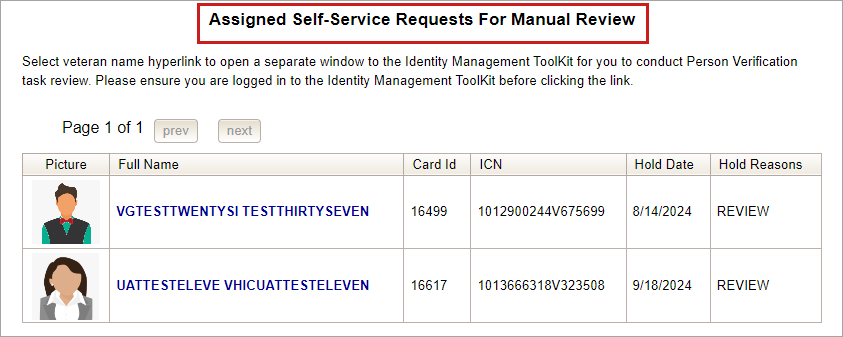 Assigned Self-Service Requests For Manual Review
Select veteran name hyperlink to open a separate window to the Identity Management ToolKit for you to conduct Person Verification
task review. Please ensure you are logged in to the Identity Management ToolKit before clicking the link.
Page 1 of 1 prev next
Picture Full Name Card Id ICN Hold Date Hold Reasons
VGTESTTWENTYSI TESTTHIRTYSEVEN 16499 1012900244V675699 8/14/2024 REVIEW
UATTESTELEVE VHICUATTESTELEVEN 16617 1013666318V323508 9/18/2024 REVIEW